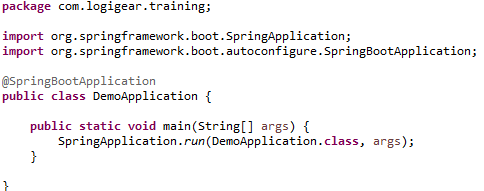 package com.logigear.training;
import org.springframework.boot.SpringApplication;
import org.springframework.boot.autoconfigure.SpringBootApplication;
@SpringBootApplication
public class DemoApplication {
public static void main(String[] args) {
SpringApplication.run(DemoApplication.class, args);
}
}